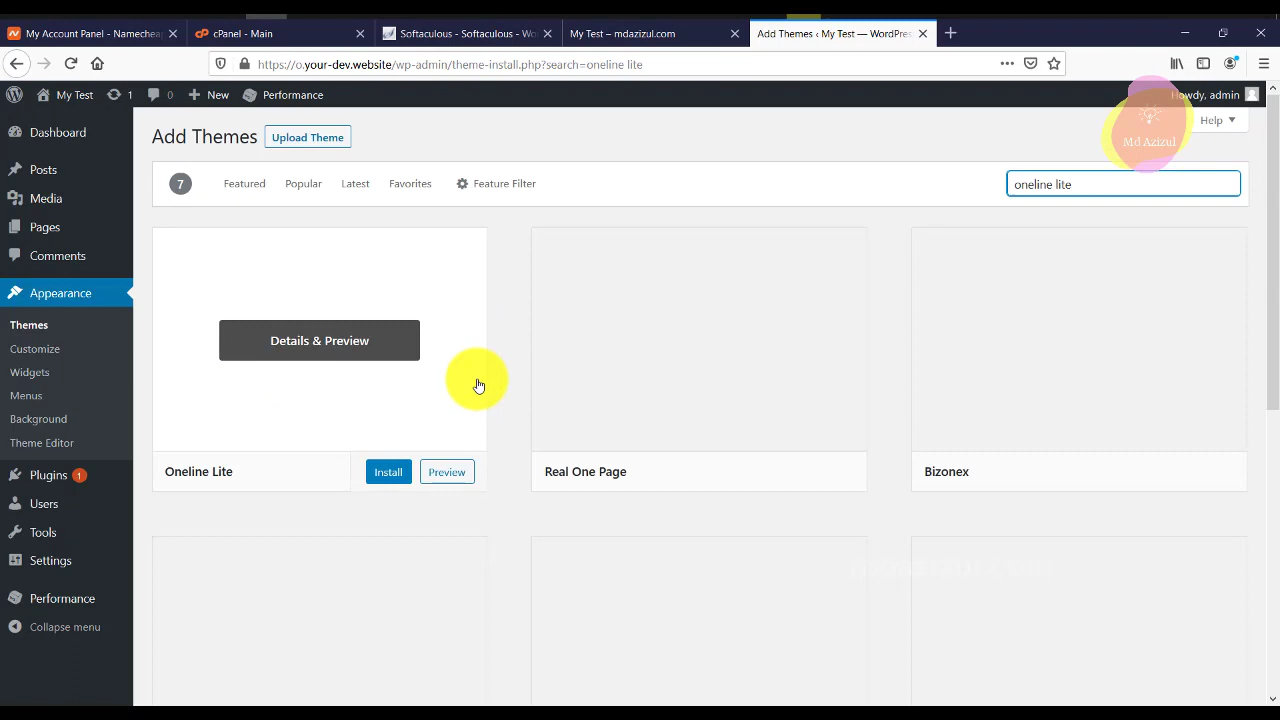 My Account Panel - Namecheap
cPanel - Main
Softaculous - Softaculous - Wo
My Test – mdazizul.com
Add Themes ‹ My Test — WordPres
https://o.your-dev.website/wp-admin/theme-install.php?search=oneline lite
My Test
1
0
New
Performance
Howdy, admin
Md Azizul
Help
Dashboard
Posts
Media
Pages
Comments
Appearance
Themes
Customize
Widgets
Menus
Background
Theme Editor
Plugins 1
Users
Tools
Settings
Performance
Collapse menu
Add Themes
Upload Theme
7
Featured
Popular
Latest
Favorites
Feature Filter
oneline lite
Details & Preview
Oneline Lite
Install
Preview
Real One Page
Bizonex